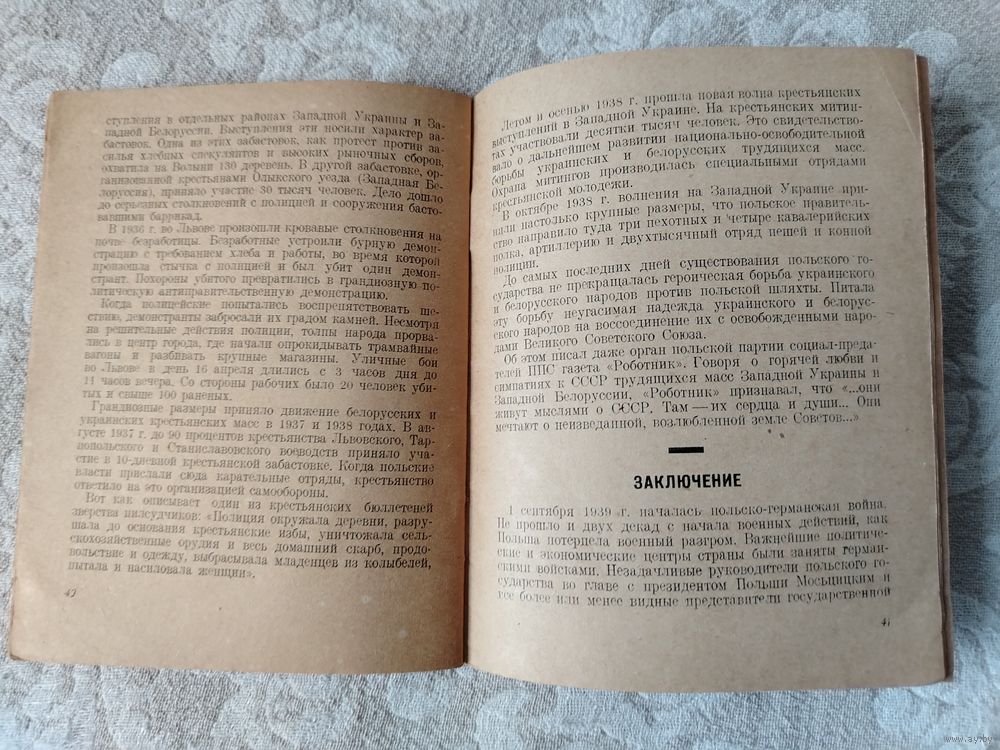 ступления в отдельных районах Западной Украины и За-
падной Белоруссии. Выступления эти носили характер за-
бастовок. Одна из этих забастовок, как протест против за-
силья хлебных спекулянтов и высоких рыночных сборов,
охватила на Волыни 130 деревень. В другой забастовке, ор-
ганизованной крестьянами Олыкского уезда (Западная Бе-
лоруссия), приняло участие 30 тысяч человек. Дело дошло
до серьезных столкновений с полицией и сооружения басто-
вавшими баррикад.
В 1936 г. во Львове произошли кровавые столкновения на
почве безработицы. Безработные устроили бурную демон-
страцию с требованием хлеба и работы, во время которой
произошла стычка с полицией и был убит один демон-
странт. Похороны убитого превратились в грандиозную по-
литическую антиправительственную демонстрацию.
Когда полицейские попытались воспрепятствовать ше-
ствию, демонстранты забросали их градом камней. Несмотря
на решительные действия полиции, толпы народа прорва-
лись в центр города, где начали опрокидывать трамвайные
вагоны и разбивать крупные магазины. Уличные бои
во Львове в день 16 апреля длились с 3 часов дня до
11 часов вечера. Со стороны рабочих было 20 человек уби-
тых и свыше 100 раненых.
Грандиозные размеры приняло движение белорусских и
украинских крестьянских масс в 1937 и 1938 годах. В ав-
густе 1937 г. до 90 процентов крестьянства Львовского, Тар-
нопольского и Станиславовского воеводств приняло уча-
стие в 10-дневной крестьянской забастовке. Когда польские
власти прислали сюда карательные отряды, крестьянство
ответило на это организацией самообороны.
Вот как описывает один из крестьянских бюллетеней
зверства пилсудчиков: «Полиция окружала деревни, разру-
шала до основания крестьянские избы, уничтожала сель-
скохозяйственные орудия и весь домашний скарб, продо-
вольствие и одежду, выбрасывала младенцев из колыбелей,
пытала и насиловала женщин».
40
Летом и осенью 1938 г. прошла новая волна крестьянских
выступлений в Западной Украине. На крестьянских митин-
гах участвовали десятки тысяч человек. Это свидетельство-
вало о дальнейшем развитии национально-освободительной
борьбы украинских и белорусских трудящихся масс.
Охрана митингов производилась специальными отрядами
крестьянской молодежи.
В октябре 1938 г. волнения на Западной Украине при-
няли настолько крупные размеры, что польское правитель-
ство направило туда три пехотных и четыре кавалерийских
полка, артиллерию и двухтысячный отряд пешей и конной
полиции.
До самых последних дней существования польского го-
сударства не прекращалась героическая борьба украинского
и белорусского народов против польской шляхты. Питала
эту борьбу неугасимая надежда украинского и белорус-
ского народов на воссоединение их с освобожденными наро-
дами Великого Советского Союза.
Об этом писал даже орган польской партии социал-преда-
телей ППС газета «Роботник». Говоря о горячей любви и
симпатиях к СССР трудящихся масс Западной Украины и
Западной Белоруссии, «Роботник» признавал, что «...они
живут мыслями о СССР. Там — их сердца и души... Они
мечтают о неизведанной, возлюбленной земле Советов...»
ЗАКЛЮЧЕНИЕ
1 сентября 1939 г. началась польско-германская война.
Не прошло и двух декад с начала военных действий, как
Польша потерпела военный разгром. Важнейшие политиче-
ские и экономические центры страны были заняты герман-
скими войсками. Незадачливые руководители польского го-
сударства во главе с президентом Польши Мосьцицким и
все более или менее видные представители государственной
41
www.ay.by